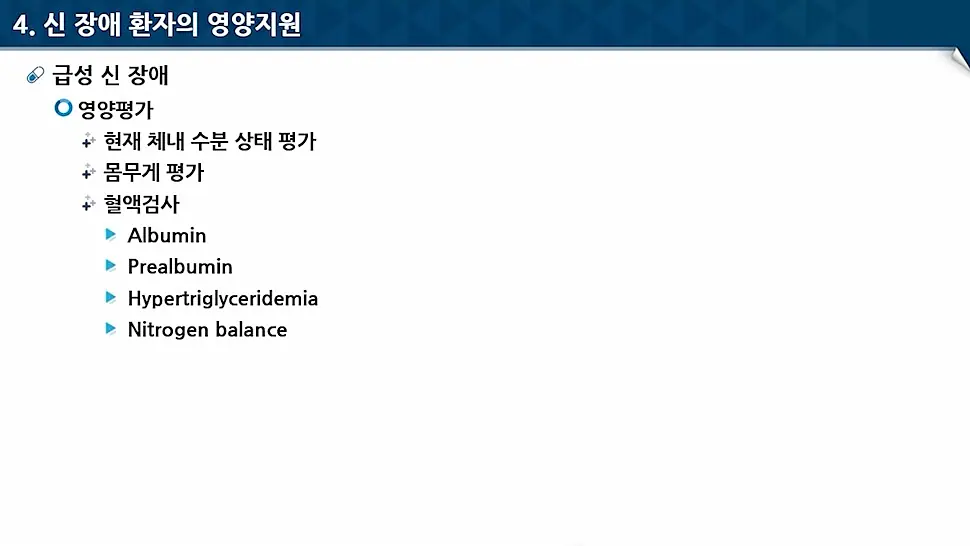 4. 신 장애 환자의 영양지원
급성 신 장애
영양평가
현재 체내 수분 상태 평가
몸무게 평가
혈액검사
Albumin
Prealbumin
Hypertriglyceridemia
Nitrogen balance